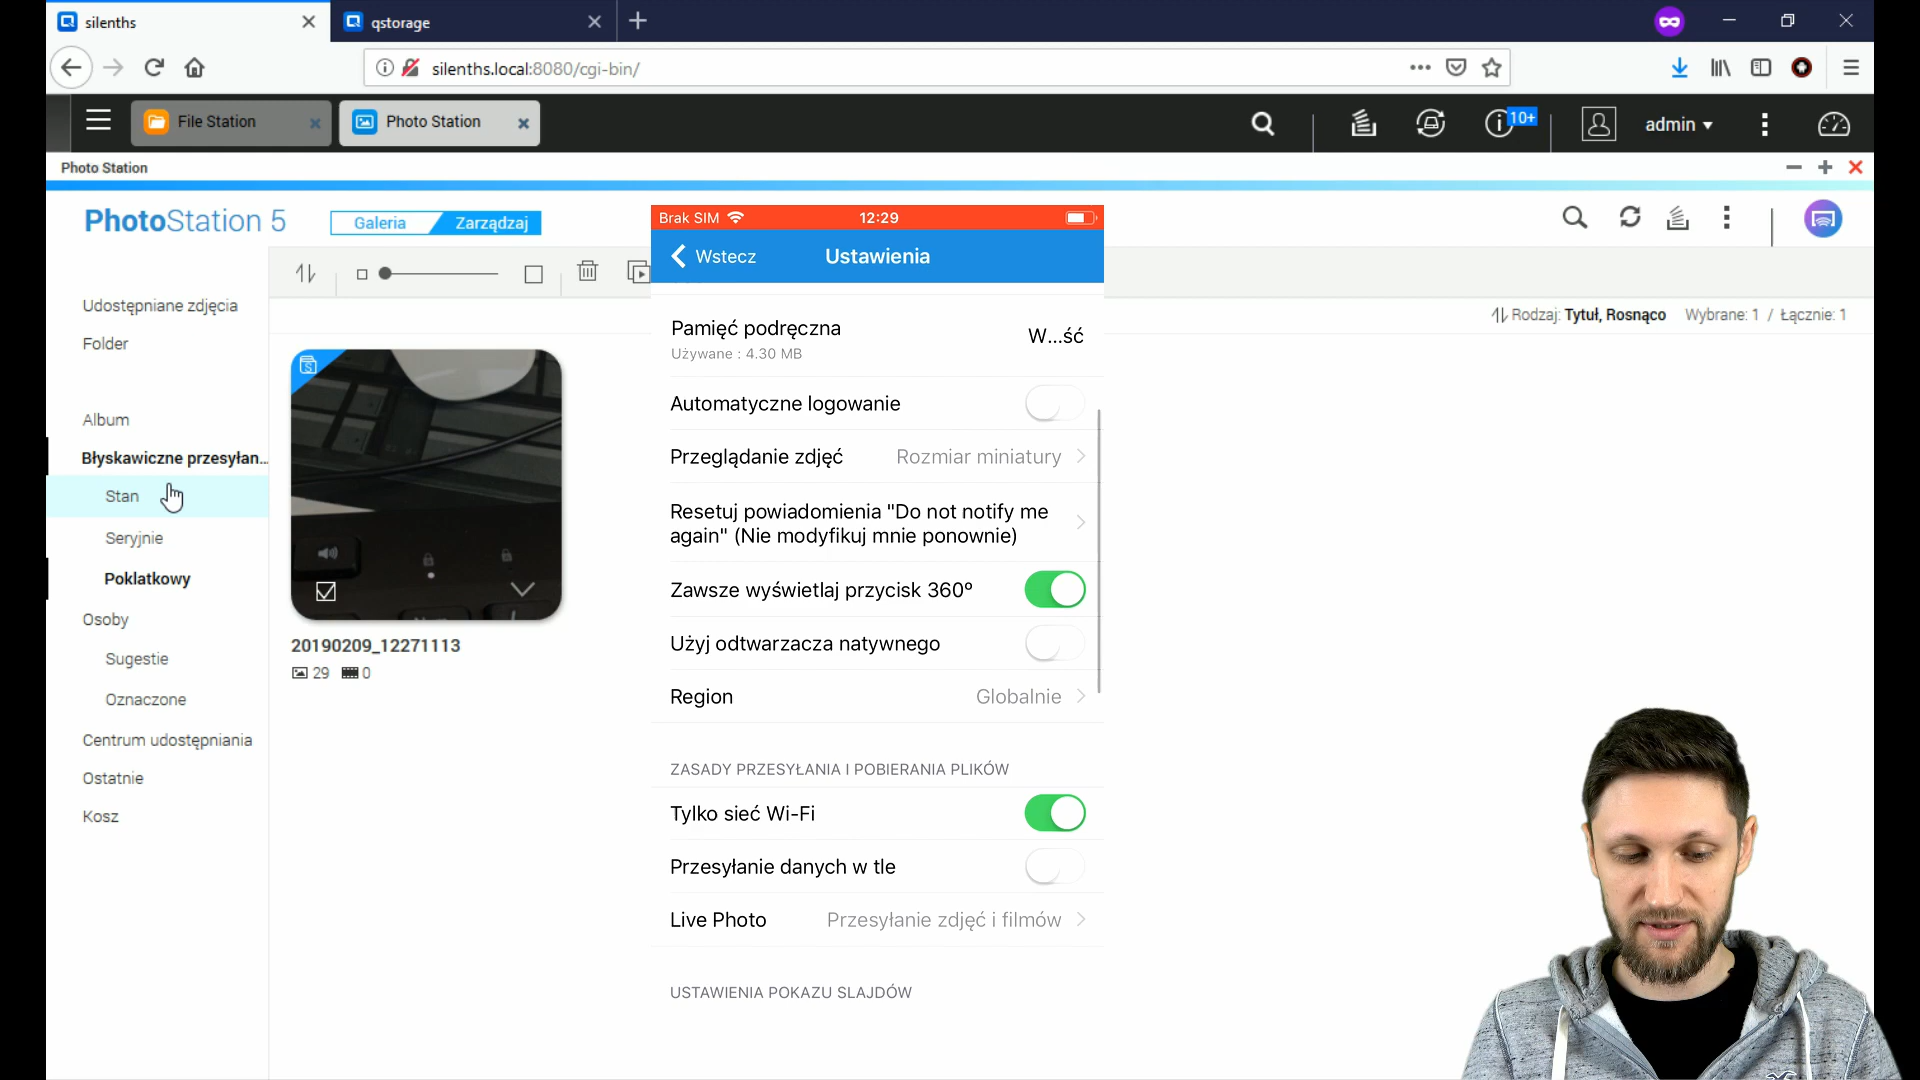 silenths
qstorage
silenths.local:8080/cgi-bin/
File Station
Photo Station
10+
admin
Photo Station
PhotoStation 5
Galeria
Zarządzaj
Rodzaj: Tytuł, Rosnąco
Wybrane: 1 / Łącznie: 1
Udostępniane zdjęcia
Folder
Album
Błyskawiczne przesyłan...
Stan
Seryjnie
Poklatkowy
Osoby
Sugestie
Oznaczone
Centrum udostępniania
Ostatnie
Kosz
20190209_12271113
29
0
Brak SIM
12:29
Wstecz
Ustawienia
Pamięć podręczna
W...ść
Używane : 4.30 MB
Automatyczne logowanie
Przeglądanie zdjęć
Rozmiar miniatury
Resetuj powiadomienia "Do not notify me
again" (Nie modyfikuj mnie ponownie)
Zawsze wyświetlaj przycisk 360º
Użyj odtwarzacza natywnego
Region
Globalnie
ZASADY PRZESYŁANIA I POBIERANIA PLIKÓW
Tylko sieć Wi-Fi
Przesyłanie danych w tle
Live Photo
Przesyłanie zdjęć i filmów
USTAWIENIA POKAZU SLAJDÓW